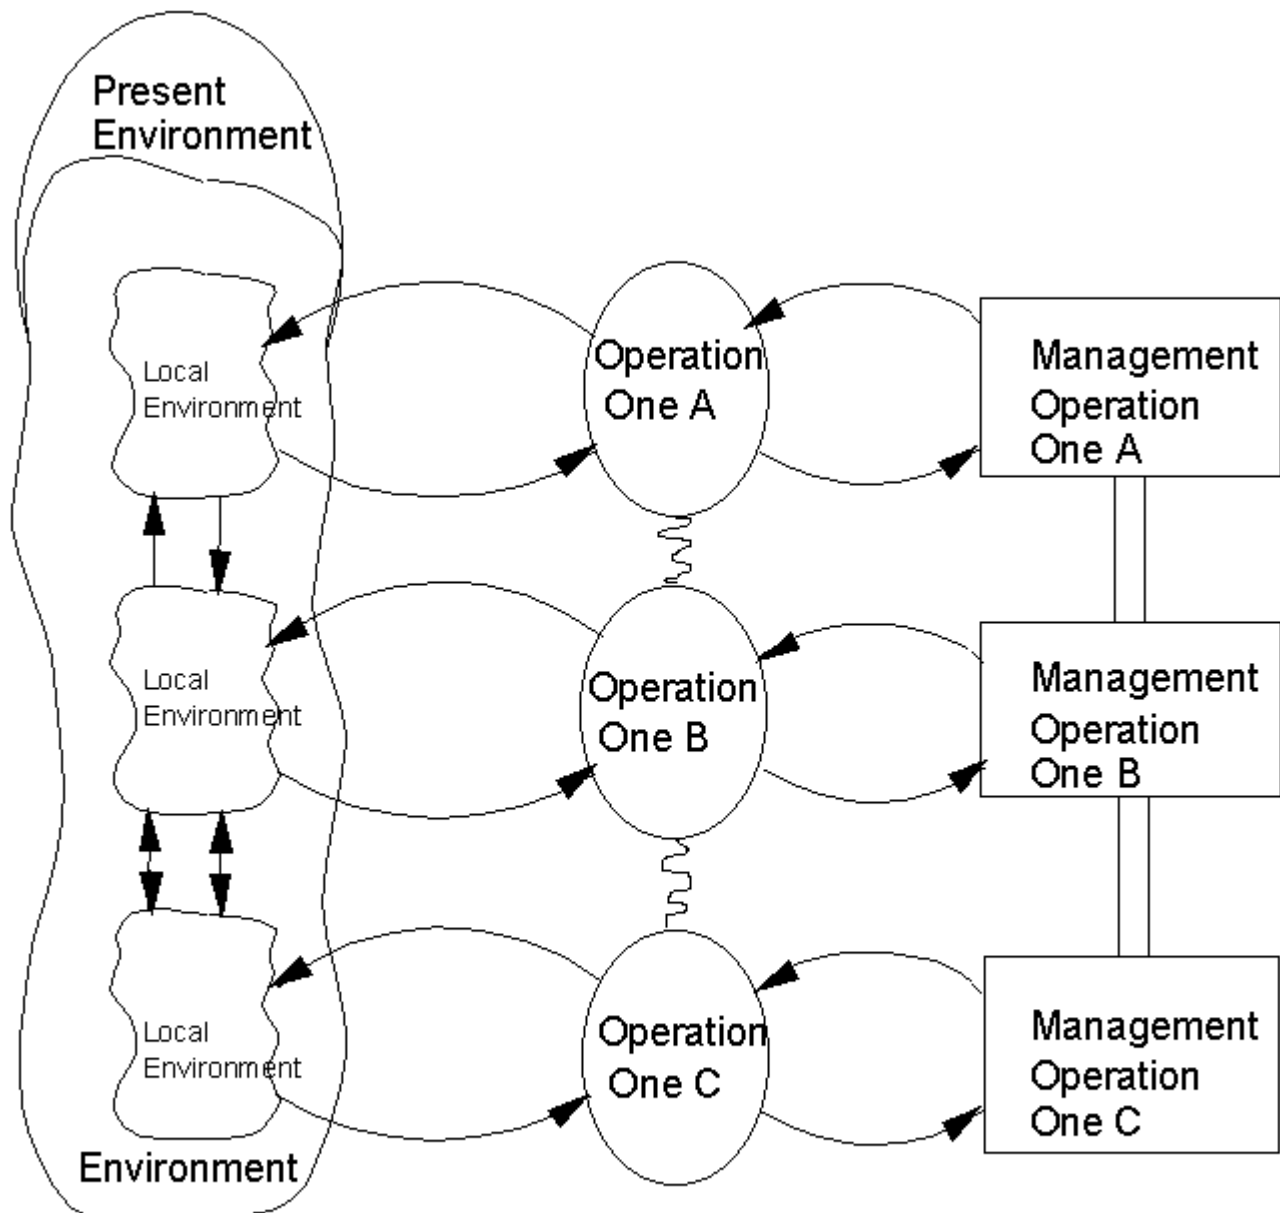 Present
Environment
Local
Environment
Operation
One A
Management
Operation
One A
Local
Environment
Operation
One B
Management
Operation
One B
Local
Environment
Operation
One C
Management
Operation
One C
Environment